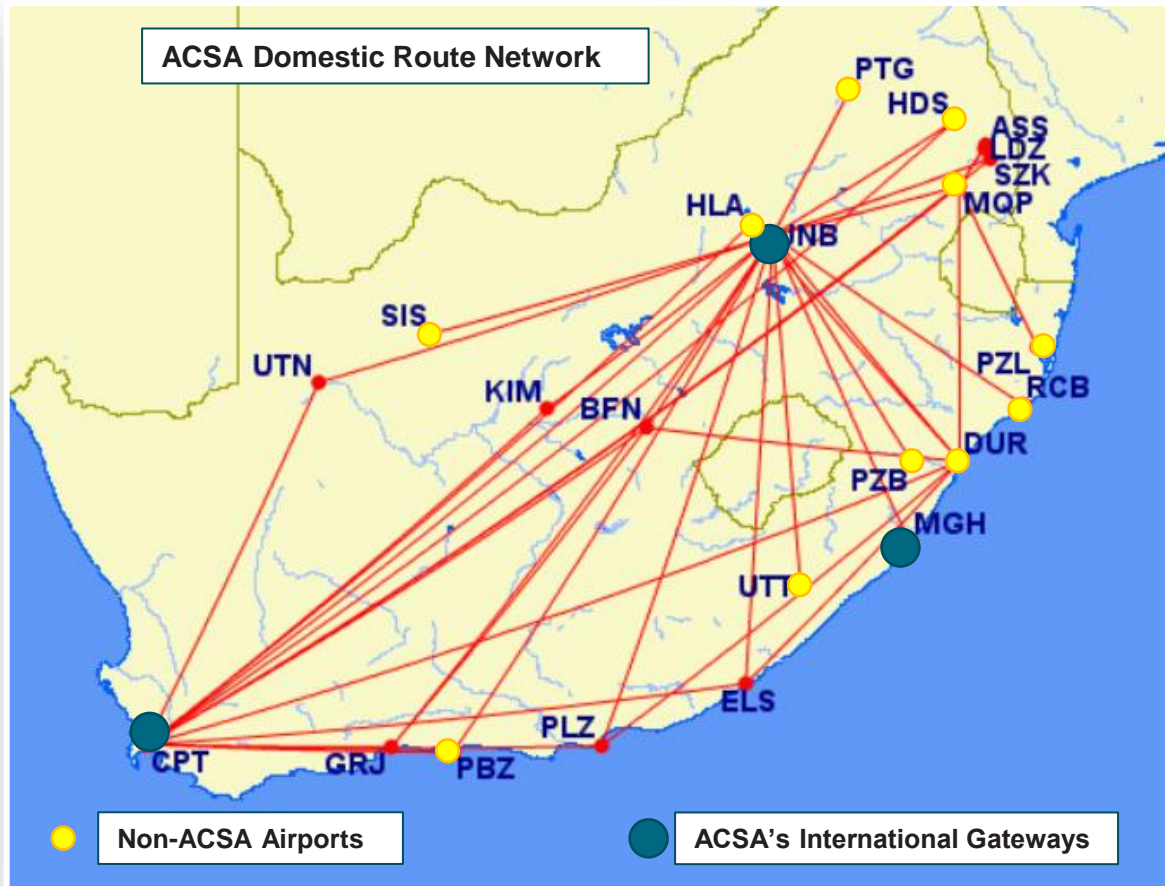 ACSA Domestic Route Network
PTG
HDS
ASS
LDZ
SZK
MQP
HLA
JNB
SIS
UTN
KIM
BFN
PZL
RCB
DUR
PZB
MGH
UTT
ELS
PLZ
CPT
GRJ
PBZ
Non-ACSA Airports
ACSA’s International Gateways